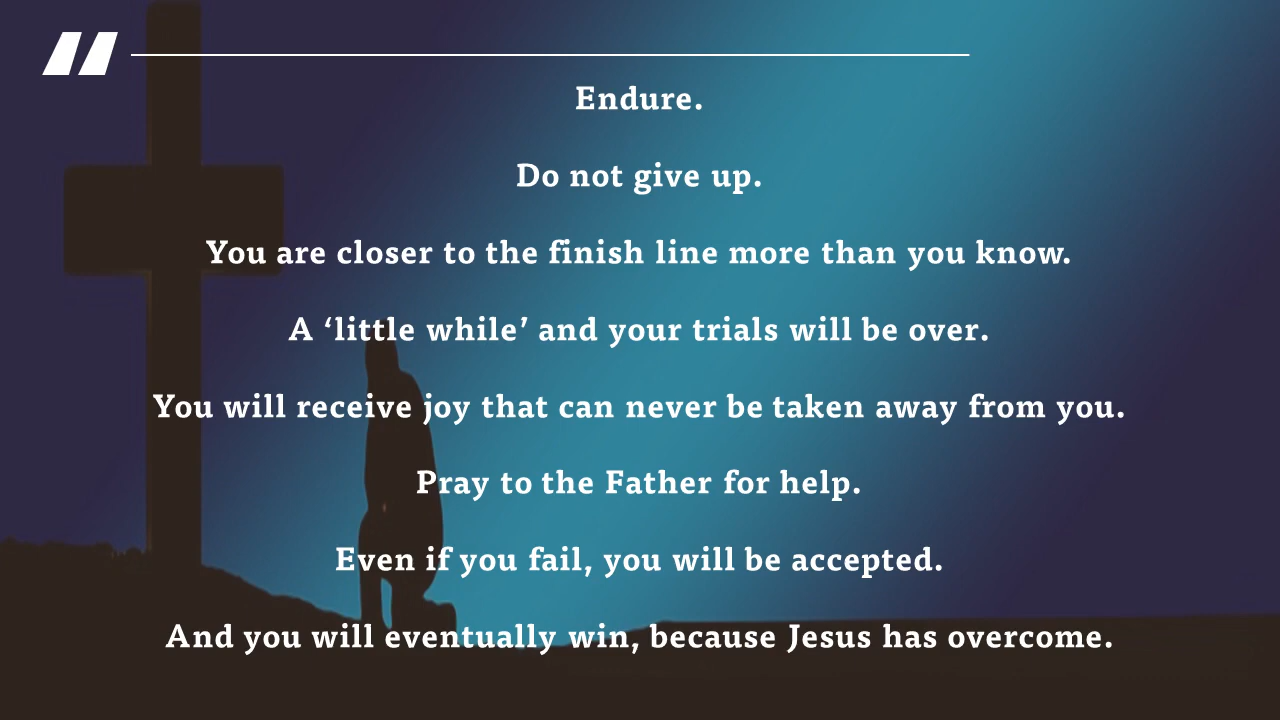 Endure.
Do not give up.
You are closer to the finish line more than you know.
A ‘little while’ and your trials will be over.
You will receive joy that can never be taken away from you.
Pray to the Father for help.
Even if you fail, you will be accepted.
And you will eventually win, because Jesus has overcome.